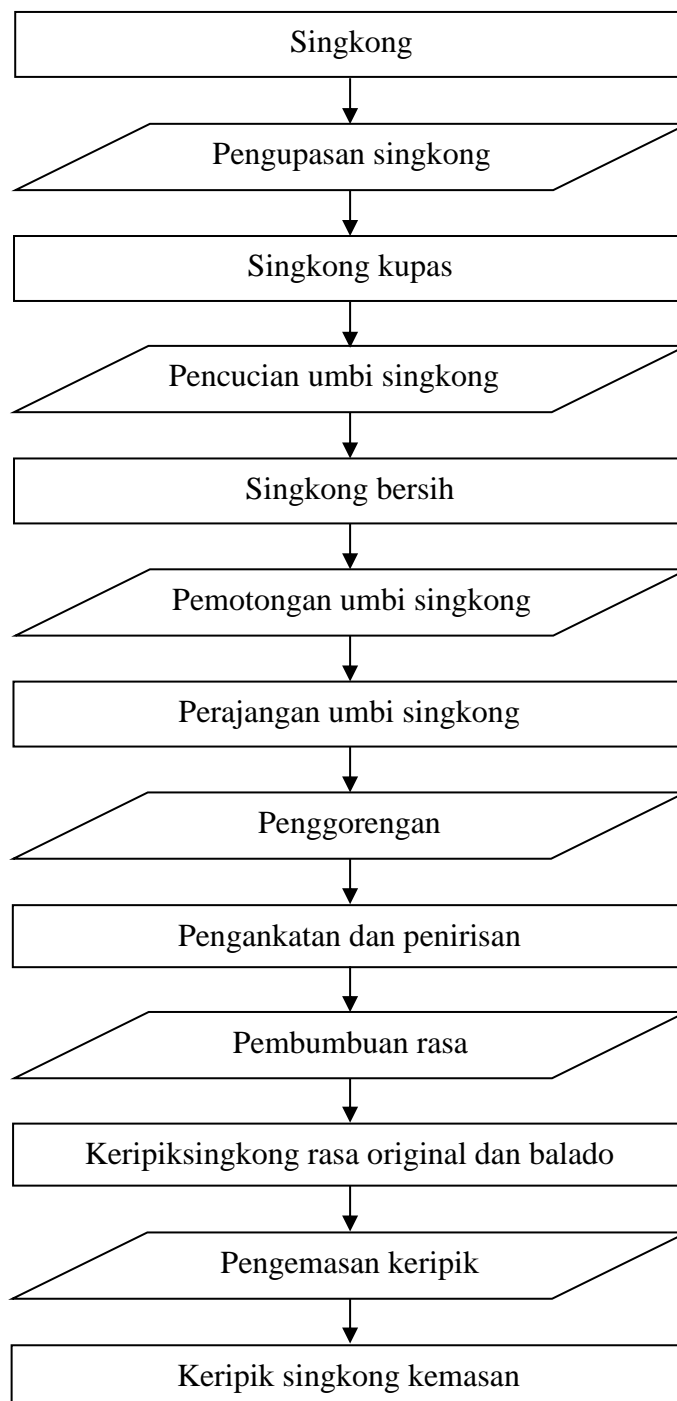 Singkong
Pengupasan singkong
Singkong kupas
Pencucian umbi singkong
Singkong bersih
Pemotongan umbi singkong
Perajangan umbi singkong
Penggorengan
Pengankatan dan penirisan
Pembumbuan rasa
Keripiksingkong rasa original dan balado
Pengemasan keripik
Keripik singkong kemasan